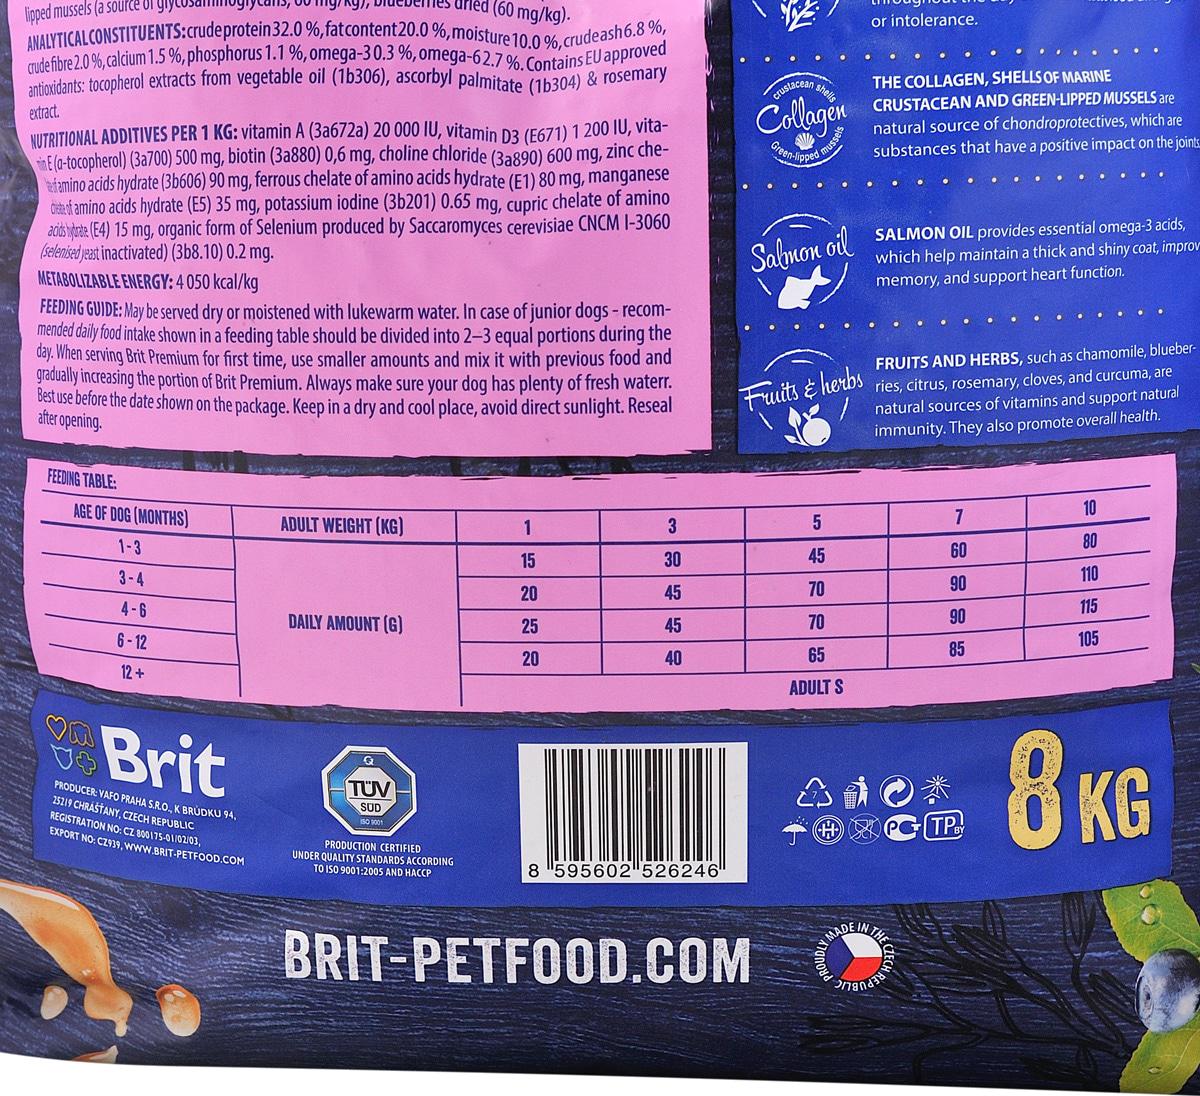 lipped mussels (a source of glycosaminoglycans, 60 mg/kg), blueberries dried (60 mg/kg).
ANALYTICAL CONSTITUENTS: crude protein 32.0 %, fat content 20.0 %, moisture 10.0 %, crude ash 6.8 %,
crude fibre 2.0 %, calcium 1.5 %, phosphorus 1.1 %, omega-3 0.3 %, omega-6 2.7 %. Contains EU approved
antioxidants: tocopherol extracts from vegetable oil (1b306), ascorbyl palmitate (1b304) & rosemary
extract.
NUTRITIONAL ADDITIVES PER 1 KG: vitamin A (3a672a) 20 000 IU, vitamin D3 (E671) 1 200 IU, vita-
min E (α-tocopherol) (3a700) 500 mg, biotin (3a880) 0,6 mg, choline chloride (3a890) 600 mg, zinc che-
late of amino acids hydrate (3b606) 90 mg, ferrous chelate of amino acids hydrate (E1) 80 mg, manganese
chelate of amino acids hydrate (E5) 35 mg, potassium iodine (3b201) 0.65 mg, cupric chelate of amino
acids hydrate (E4) 15 mg, organic form of Selenium produced by Saccaromyces cerevisiae CNCM I-3060
(selenised yeast inactivated) (3b8.10) 0.2 mg.
METABOLIZABLE ENERGY: 4 050 kcal/kg
FEEDING GUIDE: May be served dry or moistened with lukewarm water. In case of junior dogs - recom-
mended daily food intake shown in a feeding table should be divided into 2–3 equal portions during the
day. When serving Brit Premium for first time, use smaller amounts and mix it with previous food and
gradually increasing the portion of Brit Premium. Always make sure your dog has plenty of fresh waterr.
Best use before the date shown on the package. Keep in a dry and cool place, avoid direct sunlight. Reseal
after opening.
or intolerance.
crustacean shells
Collagen
Green-lipped mussels
THE COLLAGEN, SHELLS OF MARINE
CRUSTACEAN AND GREEN-LIPPED MUSSELS are
natural source of chondroprotectives, which are
substances that have a positive impact on the joints
Salmon oil
SALMON OIL provides essential omega-3 acids,
which help maintain a thick and shiny coat, improv
memory, and support heart function.
Fruits & herbs
FRUITS AND HERBS, such as chamomile, blueber-
ries, citrus, rosemary, cloves, and curcuma, are
natural sources of vitamins and support natural
immunity. They also promote overall health.
FEEDING TABLE:
AGE OF DOG (MONTHS) ADULT WEIGHT (KG) 1 3 5 7 10
1 - 3 15 30 45 60 80
3 - 4 20 45 70 90 110
4 - 6 DAILY AMOUNT (G) 25 45 70 90 115
6 - 12 20 40 65 85 105
12 + ADULT S
Brit
PRODUCER: VAFO PRAHA S.R.O., K BRŮDKU 94,
25219 CHRÁŠŤANY, CZECH REPUBLIC
REGISTRATION NO: CZ 800175-01/02/03,
EXPORT NO: CZ939, WWW.BRIT-PETFOOD.COM
TÜV
SÜD
ISO 9001
PRODUCTION CERTIFIED
UNDER QUALITY STANDARDS ACCORDING
TO ISO 9001:2005 AND HACCP
8 595602 526246
PCT TP BY
8 KG
BRIT-PETFOOD.COM
PROUDLY MADE IN THE CZECH REPUBLIC